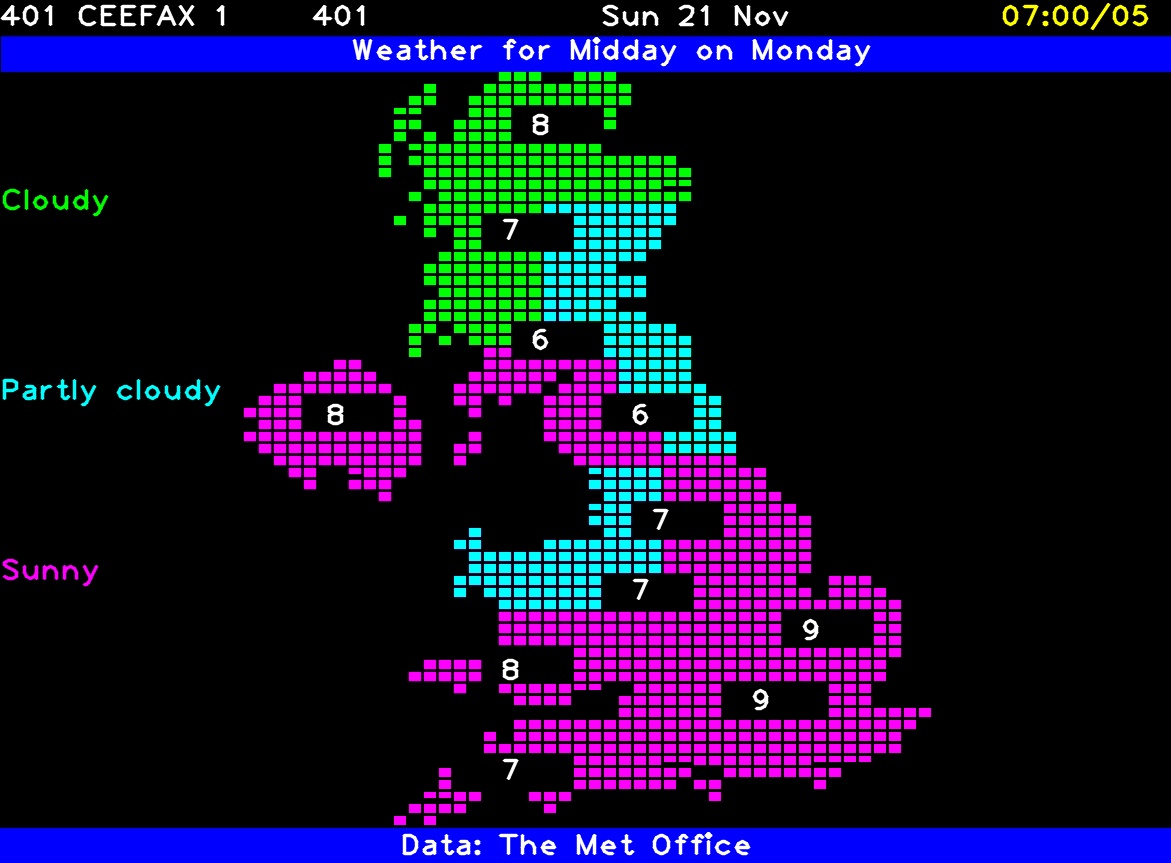 401 CEEFAX 1 401 Sun 21 Nov 07:00/05
Weather for Midday on Monday
8
Cloudy
7
6
Partly cloudy
8 6
7
Sunny
7
9
8
9
7
Data: The Met Office